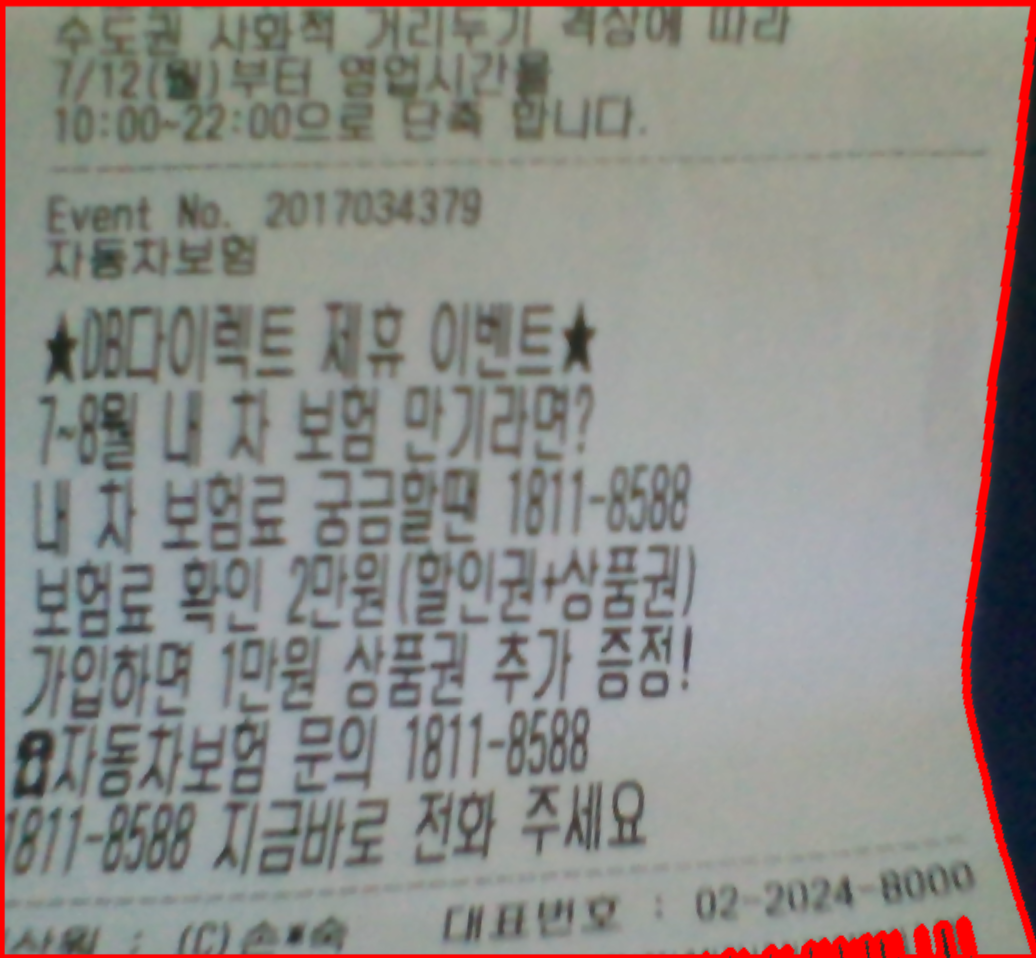 수도권 사회적 거리두기 격상에 따라
7/12(월)부터 영업시간을
10:00~22:00으로 단축 합니다.
Event No. 2017034379
자동차보험
★DB다이렉트 제휴 이벤트★
7~8월 내 차 보험 만기라면?
내 차 보험료 궁금할땐 1811-8588
보험료 확인 2만원(할인권+상품권)
가입하면 1만원 상품권 추가 증정!
☎자동차보험 문의 1811-8588
1811-8588 지금바로 전화 주세요
대표번호 : 02-2024-8000
: (C)손*숙